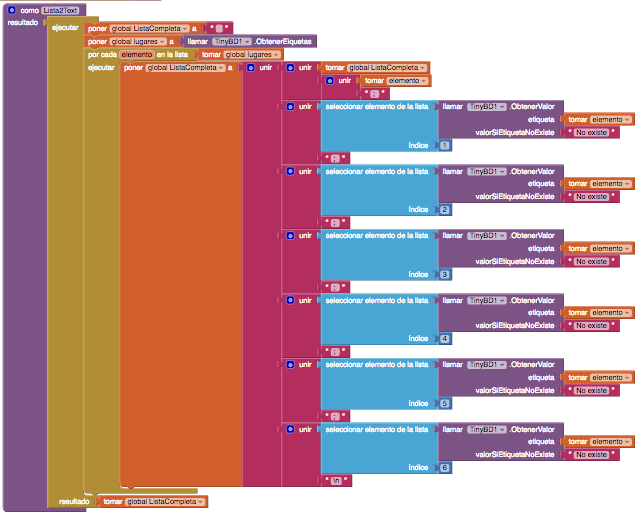 como Lista2Text
resultado
ejecutar poner global ListaCompleta a " "
poner global lugares a llamar TinyBD1 .ObtenerEtiquetas
por cada elemento en la lista tomar global lugares
ejecutar poner global ListaCompleta a unir unir tomar global ListaCompleta
unir tomar elemento
" : "
unir seleccionar elemento de la lista llamar TinyBD1 .ObtenerValor
etiqueta tomar elemento
valorSiEtiquetaNoExiste " No existe "
índice 1
" ; "
unir seleccionar elemento de la lista llamar TinyBD1 .ObtenerValor
etiqueta tomar elemento
valorSiEtiquetaNoExiste " No existe "
índice 2
" ; "
unir seleccionar elemento de la lista llamar TinyBD1 .ObtenerValor
etiqueta tomar elemento
valorSiEtiquetaNoExiste " No existe "
índice 3
" ; "
unir seleccionar elemento de la lista llamar TinyBD1 .ObtenerValor
etiqueta tomar elemento
valorSiEtiquetaNoExiste " No existe "
índice 4
" ; "
unir seleccionar elemento de la lista llamar TinyBD1 .ObtenerValor
etiqueta tomar elemento
valorSiEtiquetaNoExiste " No existe "
índice 5
" ; "
unir seleccionar elemento de la lista llamar TinyBD1 .ObtenerValor
etiqueta tomar elemento
valorSiEtiquetaNoExiste " No existe "
índice 6
" \n "
resultado tomar global ListaCompleta